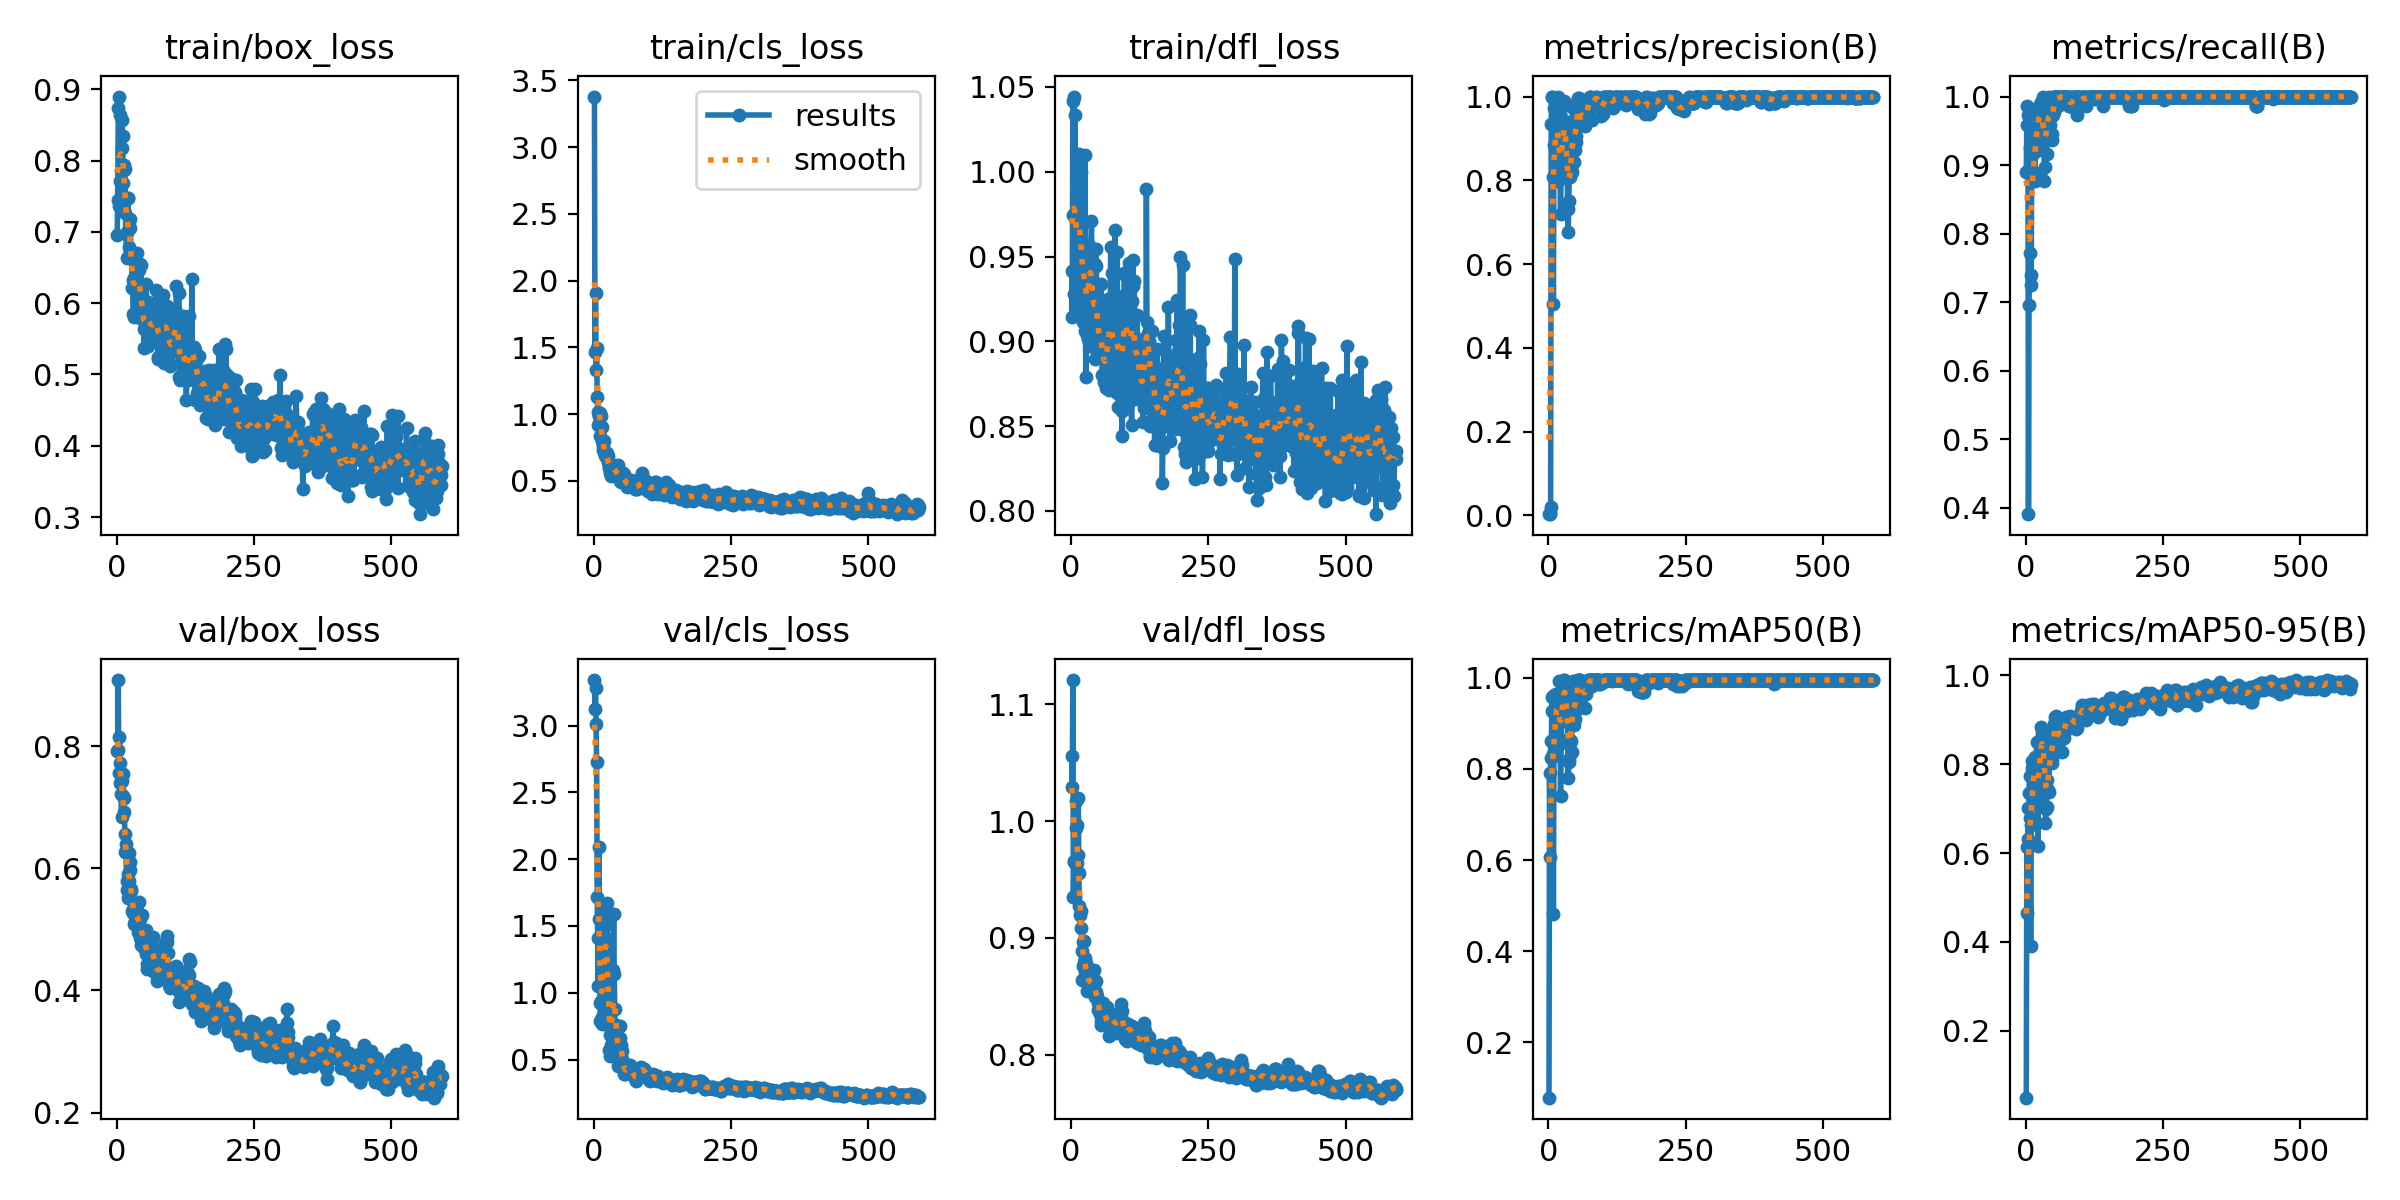 train/box_loss
0.9
0.8
0.7
0.6
0.5
0.4
0.3
0 250 500
train/cls_loss
results
smooth
3.5
3.0
2.5
2.0
1.5
1.0
0.5
0 250 500
train/dfl_loss
1.05
1.00
0.95
0.90
0.85
0.80
0 250 500
metrics/precision(B)
1.0
0.8
0.6
0.4
0.2
0.0
0 250 500
metrics/recall(B)
1.0
0.9
0.8
0.7
0.6
0.5
0.4
0 250 500
val/box_loss
0.8
0.6
0.4
0.2
0 250 500
val/cls_loss
3.0
2.5
2.0
1.5
1.0
0.5
0 250 500
val/dfl_loss
1.1
1.0
0.9
0.8
0 250 500
metrics/mAP50(B)
1.0
0.8
0.6
0.4
0.2
0 250 500
metrics/mAP50-95(B)
1.0
0.8
0.6
0.4
0.2
0 250 500